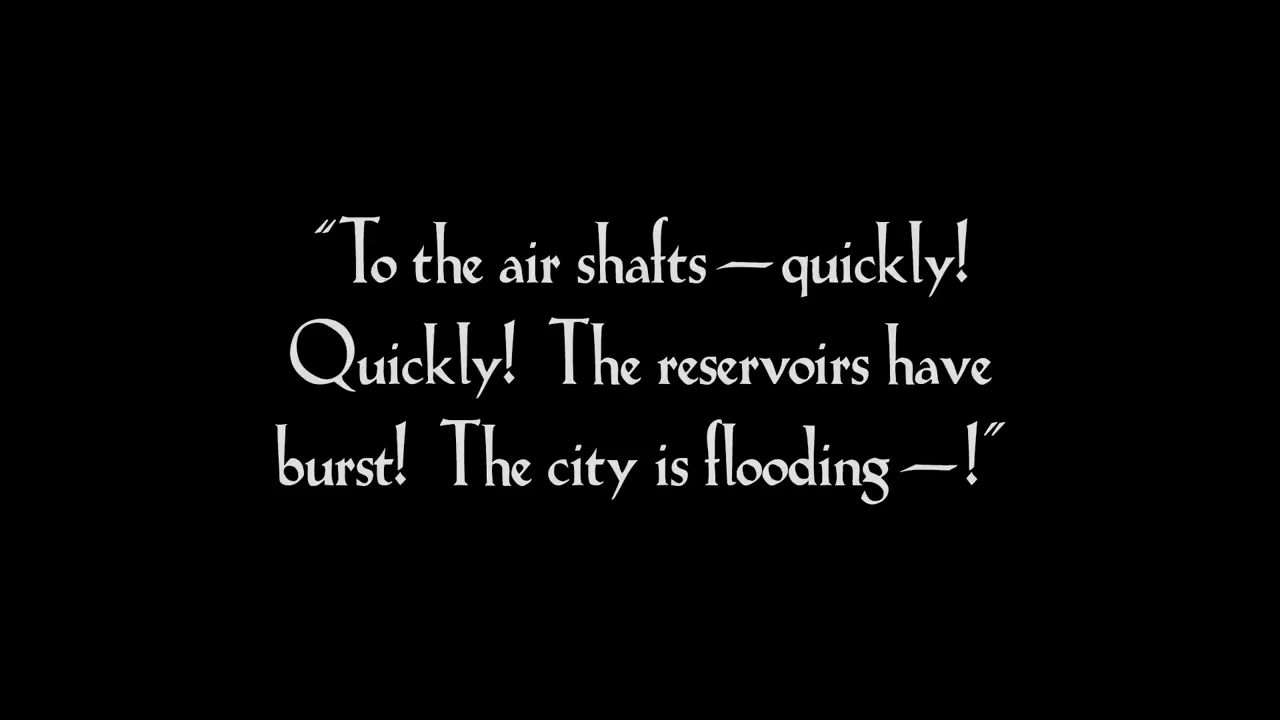 "To the air shafts—quickly!
Quickly! The reservoirs have
burst! The city is flooding—!"